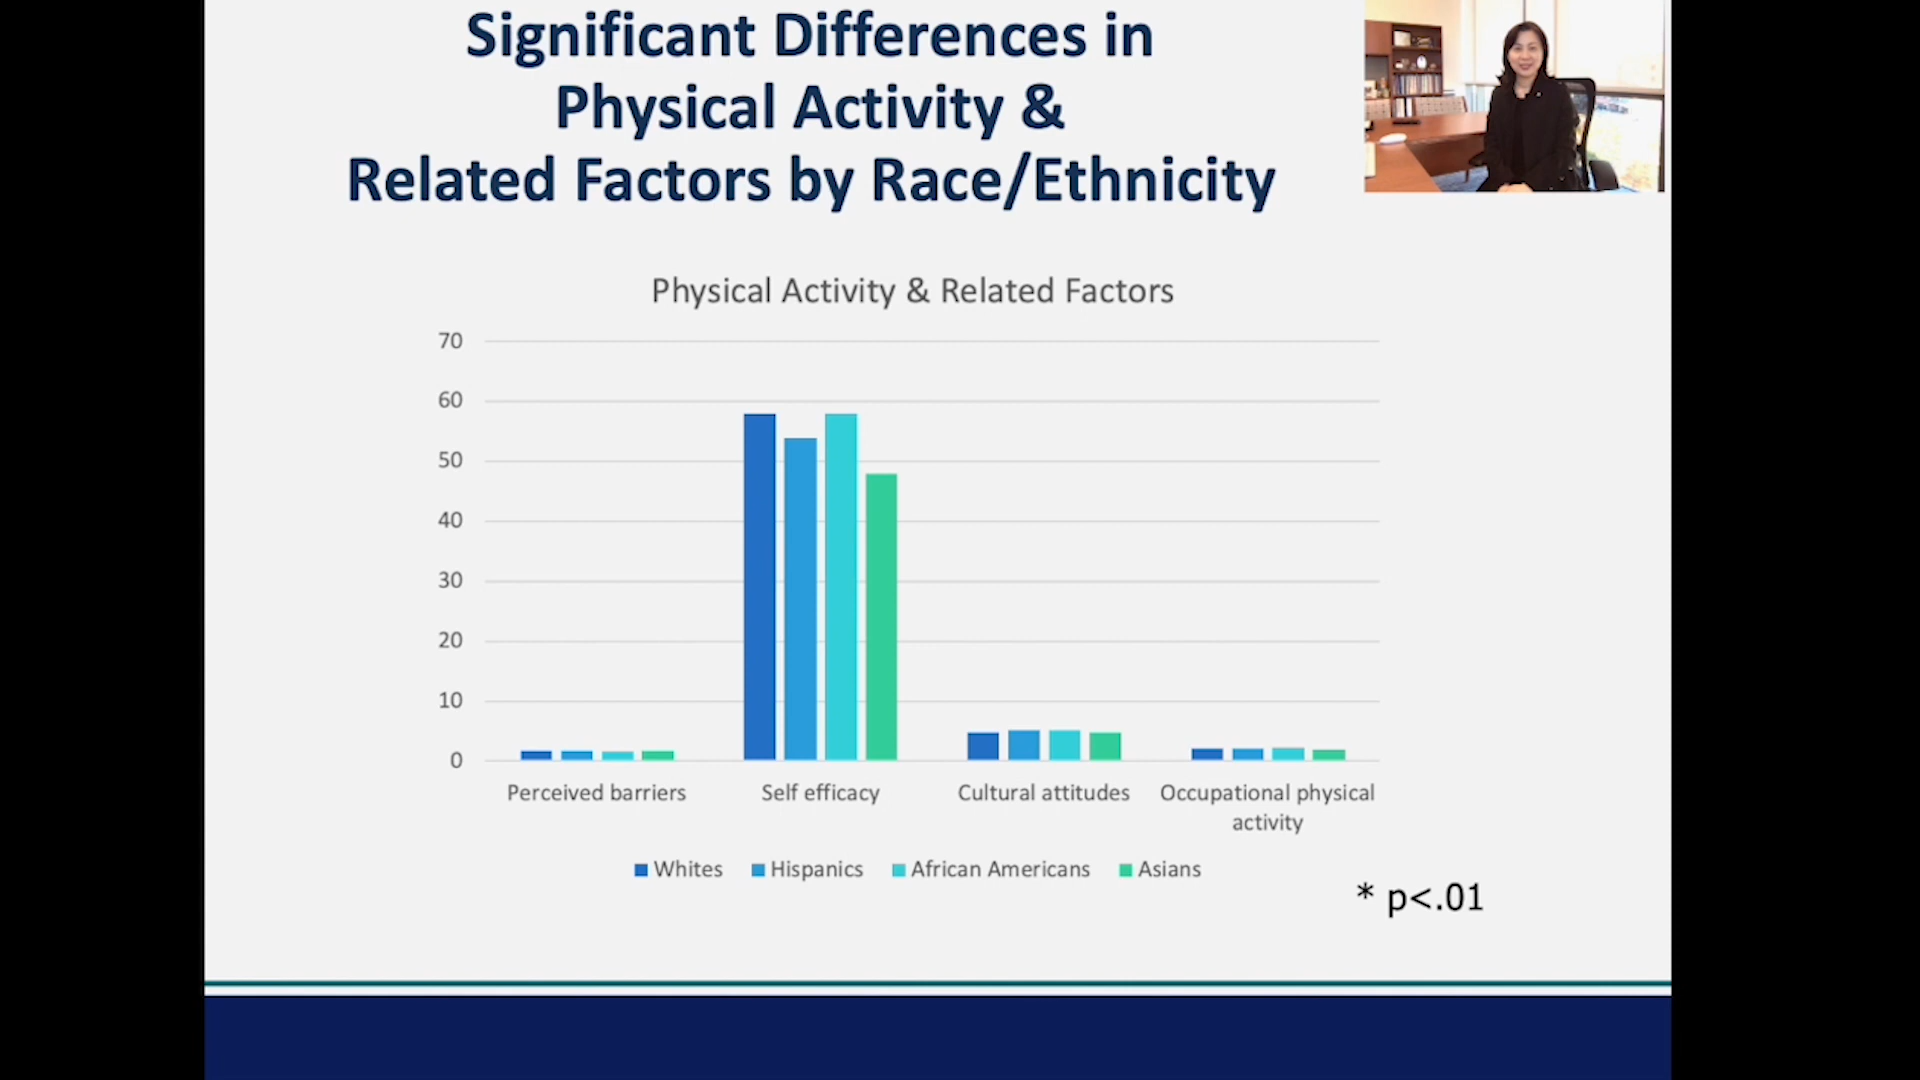 Significant Differences in
Physical Activity &
Related Factors by Race/Ethnicity
Physical Activity & Related Factors
70
60
50
40
30
20
10
0
Perceived barriers
Self efficacy
Cultural attitudes
Occupational physical
activity
Whites
Hispanics
African Americans
Asians
* p<.01